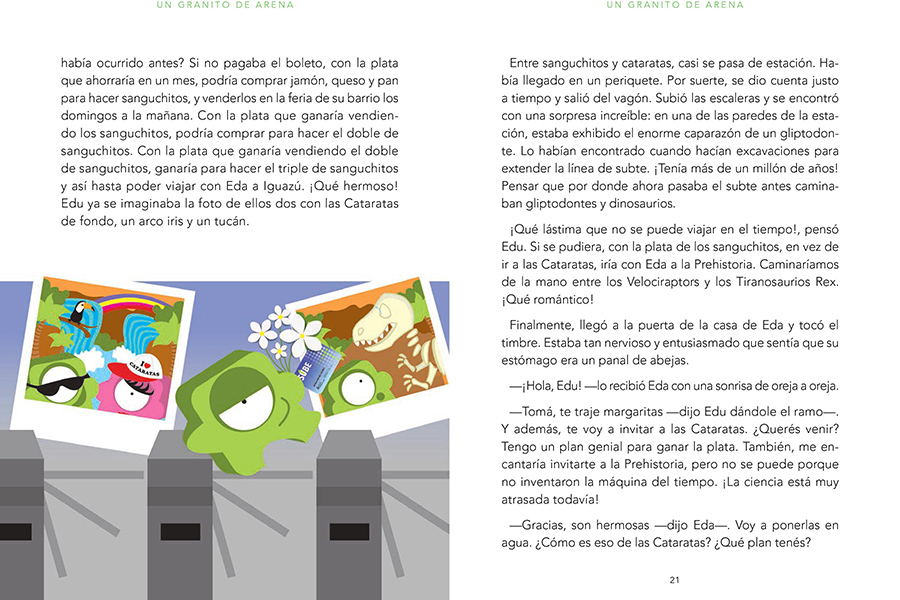 UN GRANITO DE ARENA
había ocurrido antes? Si no pagaba el boleto, con la plata
que ahorraría en un mes, podría comprar jamón, queso y pan
para hacer sanguchitos, y venderlos en la feria de su barrio los
domingos a la mañana. Con la plata que ganaría vendien-
do los sanguchitos, podría comprar para hacer el doble de
sanguchitos. Con la plata que ganaría vendiendo el doble
de sanguchitos, ganaría para hacer el triple de sanguchitos
y así hasta poder viajar con Eda a Iguazú. ¡Qué hermoso!
Edu ya se imaginaba la foto de ellos dos con las Cataratas
de fondo, un arco iris y un tucán.
I
CATARATAS
SUBE
UN GRANITO DE ARENA
Entre sanguchitos y cataratas, casi se pasa de estación. Ha-
bía llegado en un periquete. Por suerte, se dio cuenta justo
a tiempo y salió del vagón. Subió las escaleras y se encontró
con una sorpresa increíble: en una de las paredes de la esta-
ción, estaba exhibido el enorme caparazón de un gliptodon-
te. Lo habían encontrado cuando hacían excavaciones para
extender la línea de subte. ¡Tenía más de un millón de años!
Pensar que por donde ahora pasaba el subte antes camina-
ban gliptodontes y dinosaurios.
¡Qué lástima que no se puede viajar en el tiempo!, pensó
Edu. Si se pudiera, con la plata de los sanguchitos, en vez de
ir a las Cataratas, iría con Eda a la Prehistoria. Caminaríamos
de la mano entre los Velociraptors y los Tiranosaurios Rex.
¡Qué romántico!
Finalmente, llegó a la puerta de la casa de Eda y tocó el
timbre. Estaba tan nervioso y entusiasmado que sentía que su
estómago era un panal de abejas.
—¡Hola, Edu! —lo recibió Eda con una sonrisa de oreja a oreja.
—Tomá, te traje margaritas —dijo Edu dándole el ramo—.
Y además, te voy a invitar a las Cataratas. ¿Querés venir?
Tengo un plan genial para ganar la plata. También, me en-
cantaría invitarte a la Prehistoria, pero no se puede porque
no inventaron la máquina del tiempo. ¡La ciencia está muy
atrasada todavía!
—Gracias, son hermosas —dijo Eda—. Voy a ponerlas en
agua. ¿Cómo es eso de las Cataratas? ¿Qué plan tenés?
21